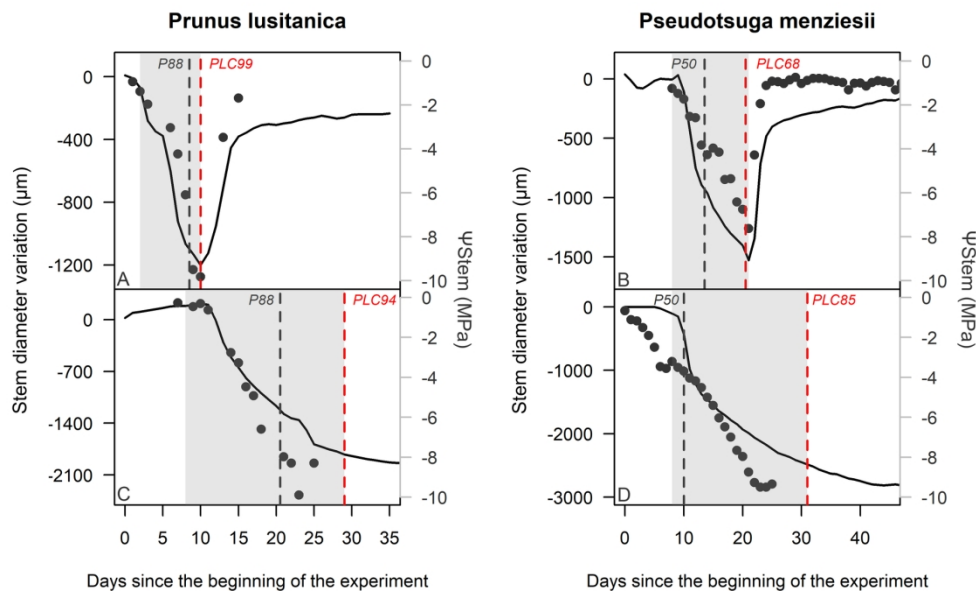 Prunus lusitanica
Pseudotsuga menziesii
P88
PLC99
0
-400
-800
-1200
0
-2
-4
-6
-8
-10
A
P50
PLC68
0
-500
-1000
-1500
0
-2
-4
-6
-8
-10
B
P88
PLC94
0
-700
-1400
-2100
0
-2
-4
-6
-8
-10
C
P50
PLC85
0
-1000
-2000
-3000
0
-2
-4
-6
-8
-10
D
Stem diameter variation (μm)
ΨStem (MPa)
Stem diameter variation (μm)
ΨStem (MPa)
0 5 10 15 20 25 30 35
0 10 20 30 40
Days since the beginning of the experiment
Days since the beginning of the experiment